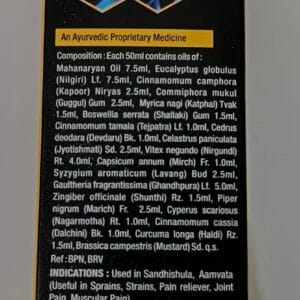 An Ayurvedic Proprietary Medicine
Composition : Each 50ml contains oils of :
Mahanaryan Oil 7.5ml, Eucalyptus globulus
(Nilgiri) Lf. 7.5ml, Cinnamomum camphora
(Kapoor) Niryas 2.5ml, Commiphora mukul
(Guggul) Gum 2.5ml, Myrica nagi (Katphal) Tvak
1.5ml, Boswellia serrata (Shallaki) Gum 1.5ml,
Cinnamomum tamala (Tejpatra) Lf. 1.0ml, Cedrus
deodara (Devdaru) Bk. 1.0ml, Celastrus paniculata
(Jyotishmati) Sd. 2.5ml, Vitex negundo (Nirgundi)
Rt. 4.0ml, Capsicum annum (Mirch) Fr. 1.0ml,
Syzygium aromaticum (Lavang) Bud 2.5ml,
Gaultheria fragrantissima (Ghandhpura) Lf. 5.0ml,
Zingiber officinale (Shunth) Rz. 1.5ml, Piper
nigrum (Marich) Fr. 2.5ml, Cyperus scariosus
(Nagarmotha) Rt. 1.0ml, Cinnamomum cassia
(Dalchini) Bk. 1.0ml, Curcuma longa (Haldi) Rz.
1.5ml, Brassica campestris (Mustard) Sd. q.s.
Ref : BPN, BRV
INDICATIONS : Used in Sandhishula, Aamvata
(Useful in Sprains, Strains, Pain reliever, Joint
Pain, Muscular Pain)